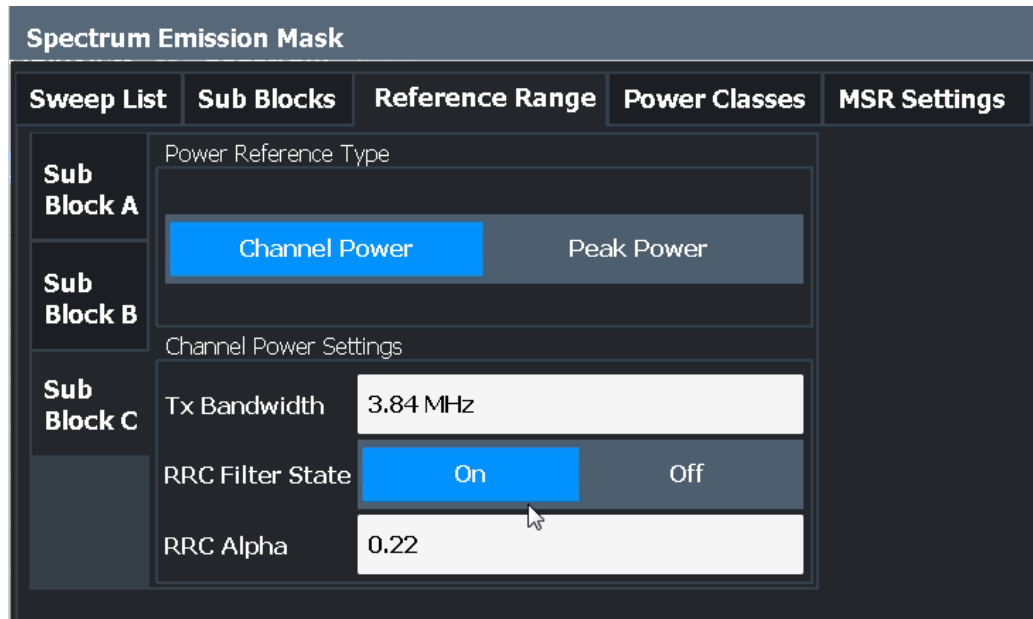 Spectrum Emission Mask
Sweep List Sub Blocks Reference Range Power Classes MSR Settings
Sub
Block A
Sub
Block B
Sub
Block C
Power Reference Type
Channel Power Peak Power
Channel Power Settings
Tx Bandwidth 3.84 MHz
RRC Filter State On Off
RRC Alpha 0.22